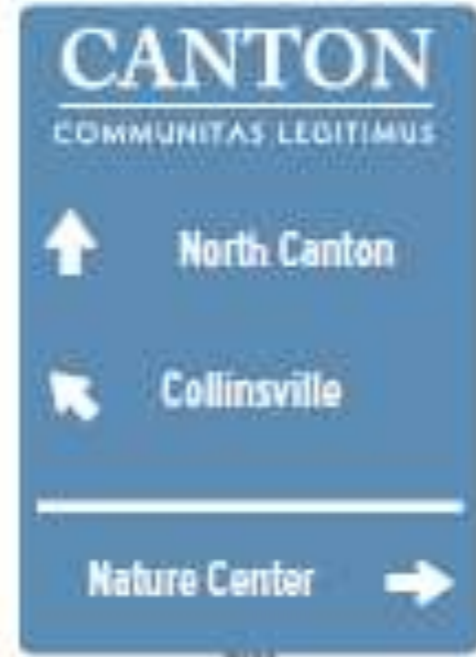 CANTON
COMMUNITAS LEGITIMUS
North Canton
Collinsville
Nature Center